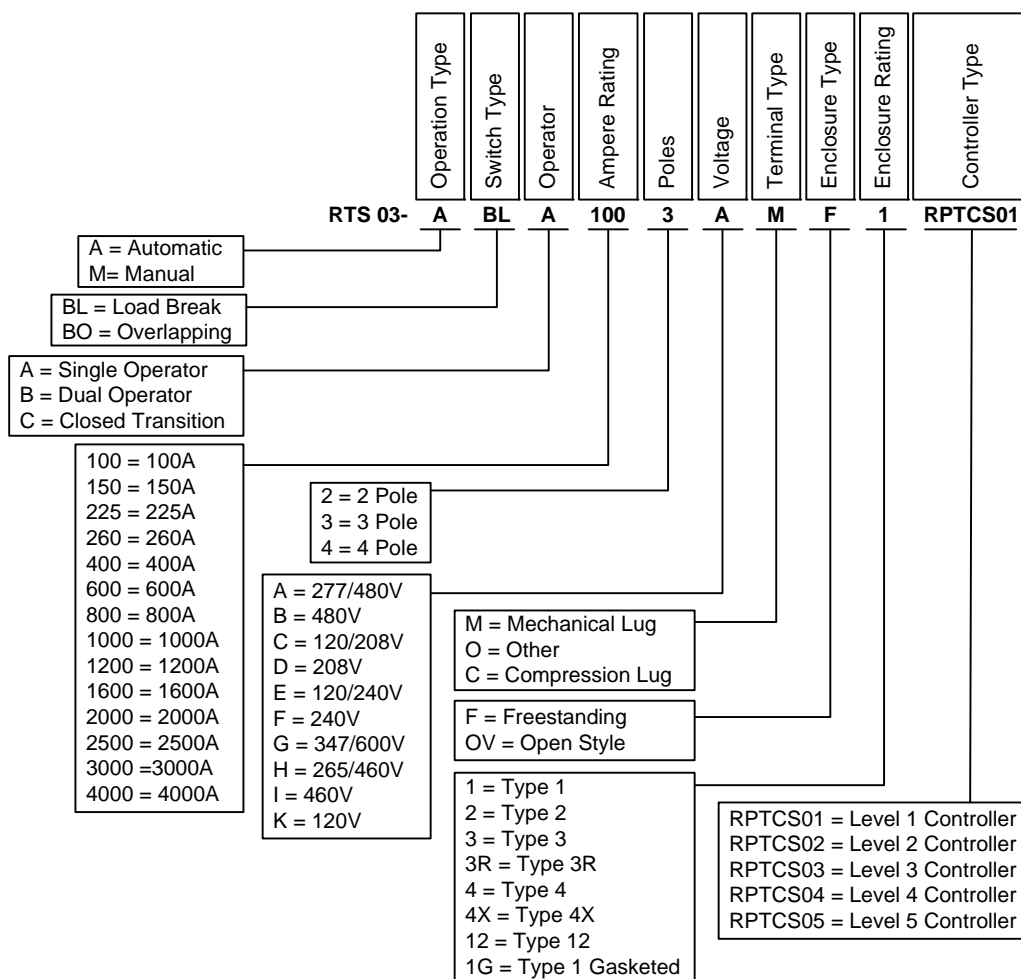 Operation Type
Switch Type
Operator
Ampere Rating
Poles
Voltage
Terminal Type
Enclosure Type
Enclosure Rating
Controller Type
RTS 03- A BL A 100 3 A M F 1 RPTCS01
A = Automatic
M= Manual
BL = Load Break
BO = Overlapping
A = Single Operator
B = Dual Operator
C = Closed Transition
100 = 100A
150 = 150A
225 = 225A
260 = 260A
400 = 400A
600 = 600A
800 = 800A
1000 = 1000A
1200 = 1200A
1600 = 1600A
2000 = 2000A
2500 = 2500A
3000 =3000A
4000 = 4000A
2 = 2 Pole
3 = 3 Pole
4 = 4 Pole
A = 277/480V
B = 480V
C = 120/208V
D = 208V
E = 120/240V
F = 240V
G = 347/600V
H = 265/460V
I = 460V
K = 120V
M = Mechanical Lug
O = Other
C = Compression Lug
F = Freestanding
OV = Open Style
1 = Type 1
2 = Type 2
3 = Type 3
3R = Type 3R
4 = Type 4
4X = Type 4X
12 = Type 12
1G = Type 1 Gasketed
RPTCS01 = Level 1 Controller
RPTCS02 = Level 2 Controller
RPTCS03 = Level 3 Controller
RPTCS04 = Level 4 Controller
RPTCS05 = Level 5 Controller